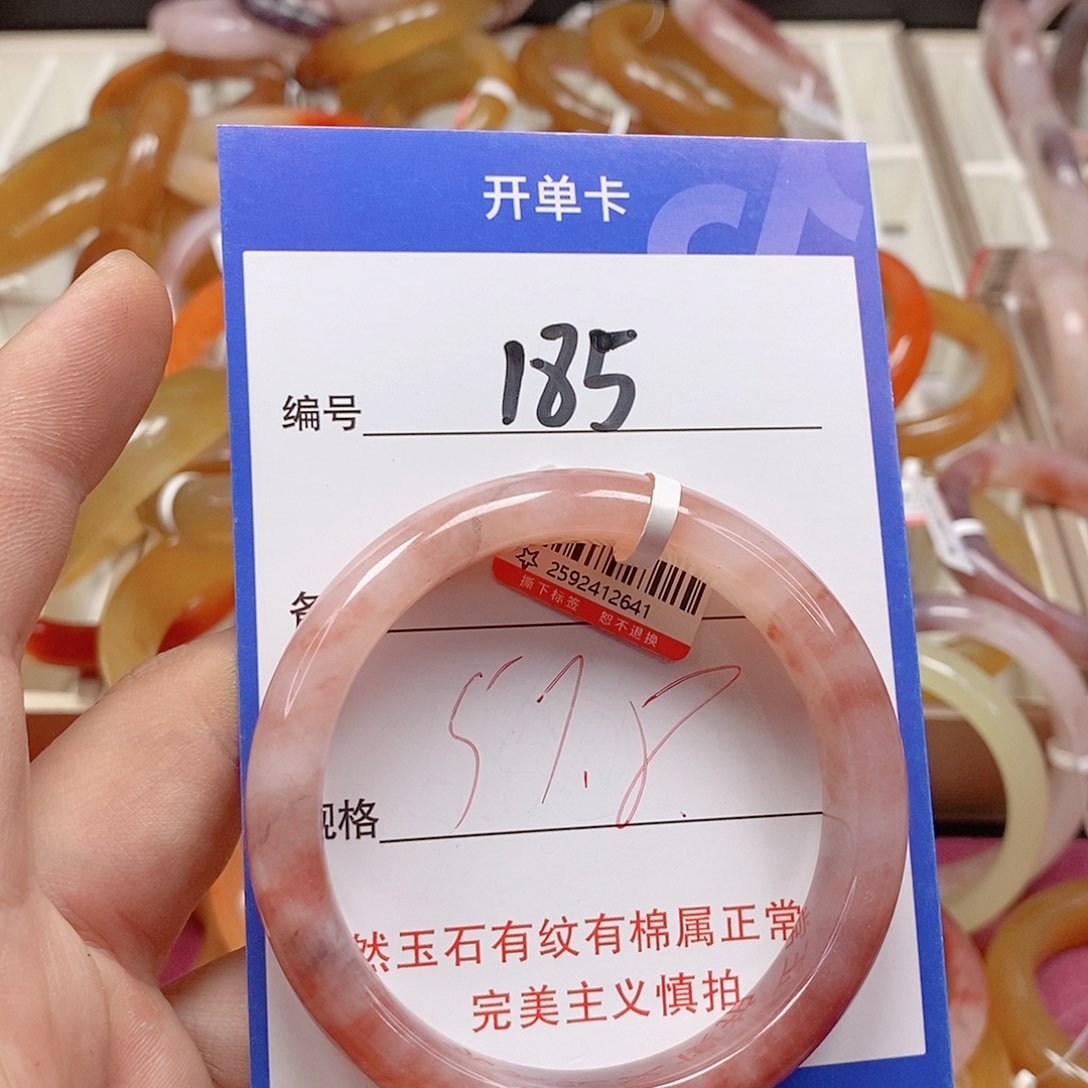 开单卡
编号 185
2592412641
撕下标签 恕不退换
57.8
规格
然玉石有纹有棉属正常
完美主义慎拍